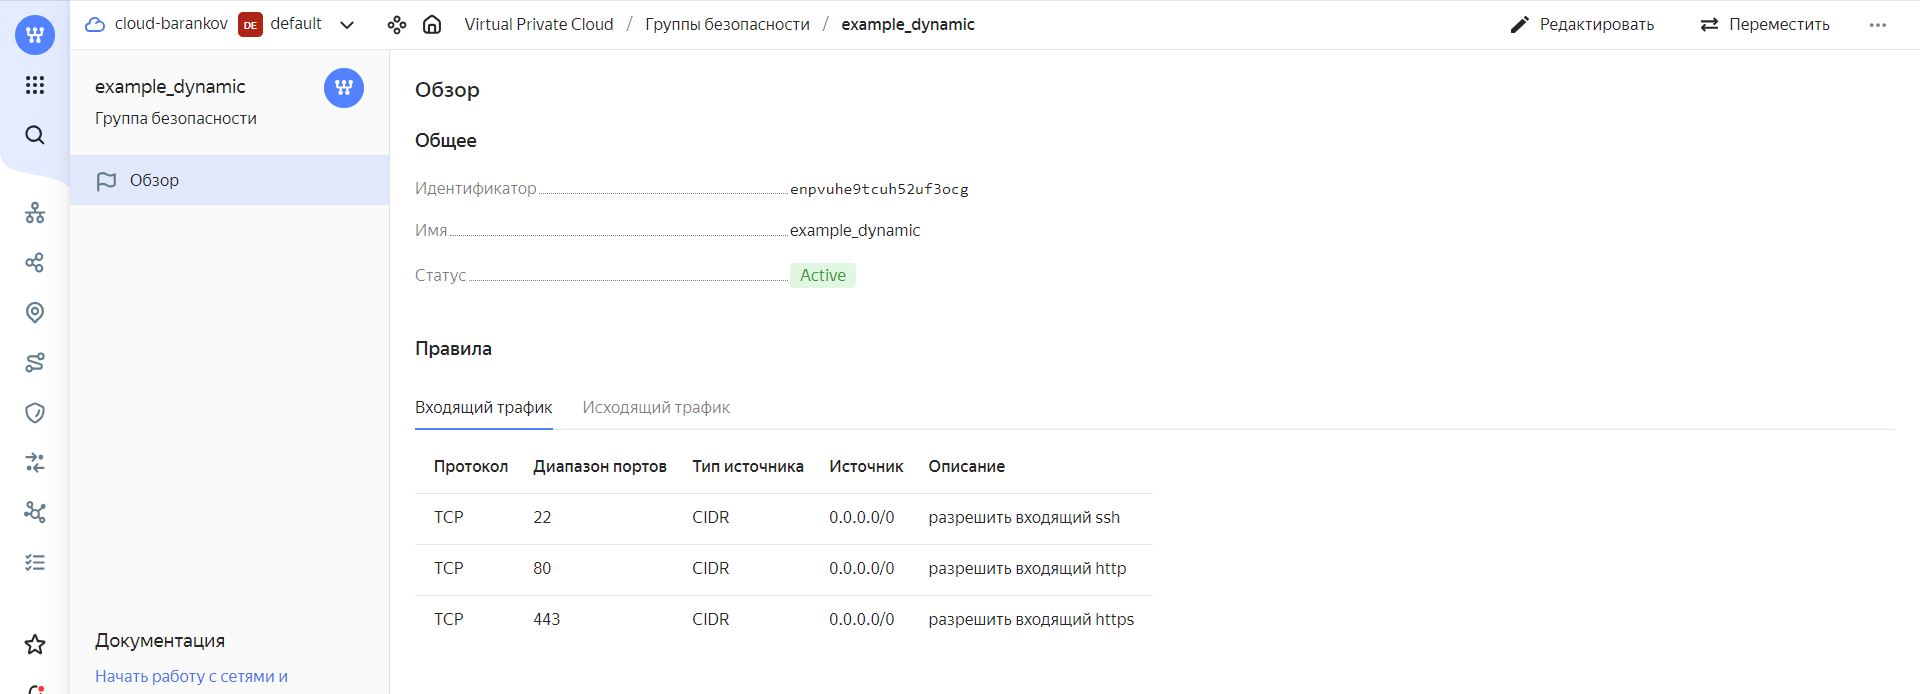 cloud-barankov DE default Virtual Private Cloud / Группы безопасности / example_dynamic Редактировать Переместить
example_dynamic
Группа безопасности
Обзор
Документация
Начать работу с сетями и
Обзор
Общее
Идентификатор enpvuhe9tcuh52uf3ocg
Имя example_dynamic
Статус Active
Правила
Входящий трафик Исходящий трафик
Протокол Диапазон портов Тип источника Источник Описание
TCP 22 CIDR 0.0.0.0/0 разрешить входящий ssh
TCP 80 CIDR 0.0.0.0/0 разрешить входящий http
TCP 443 CIDR 0.0.0.0/0 разрешить входящий https